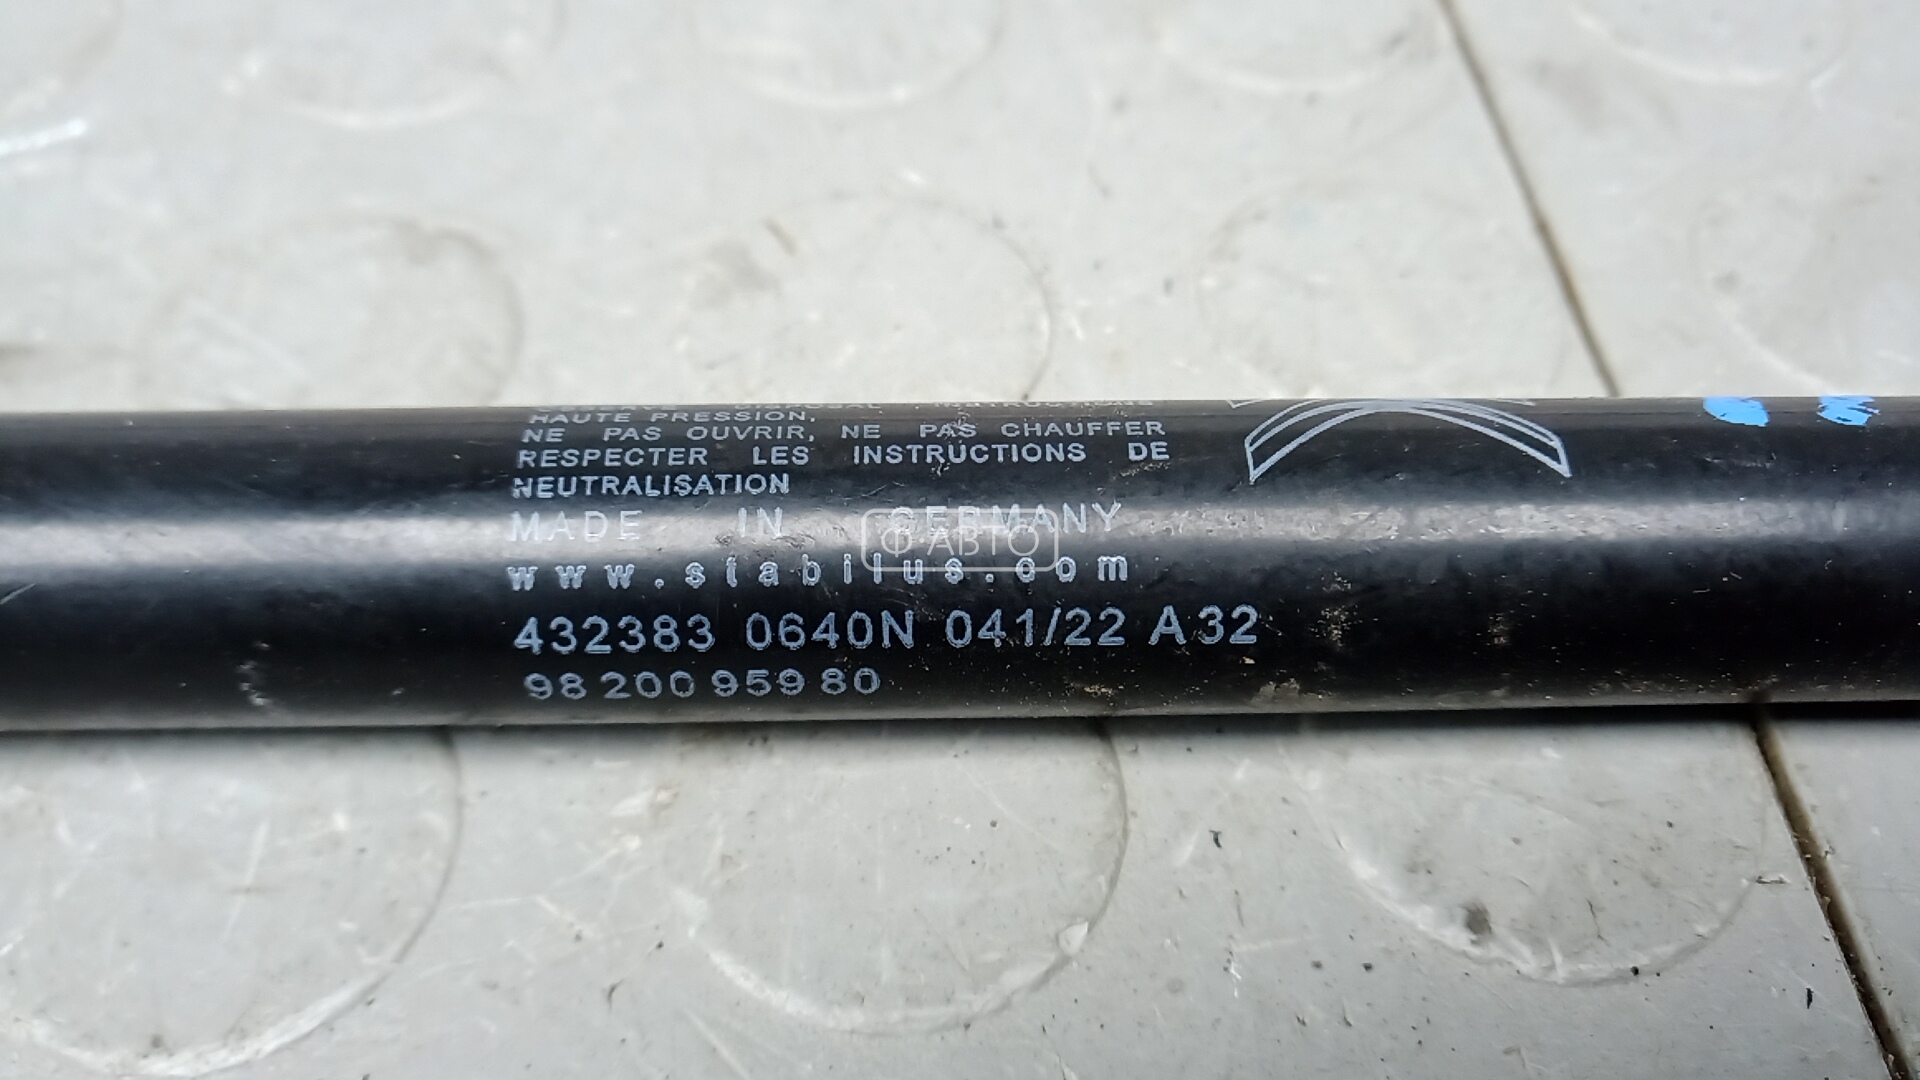 HAUTE PRESSION,
NE PAS OUVRIR, NE PAS CHAUFFER
RESPECTER LES INSTRUCTIONS DE
NEUTRALISATION
MADE IN GERMANY
Ф АВТО
www.stabilus.com
432383 0640N 041/22 A32
98 200 959 80